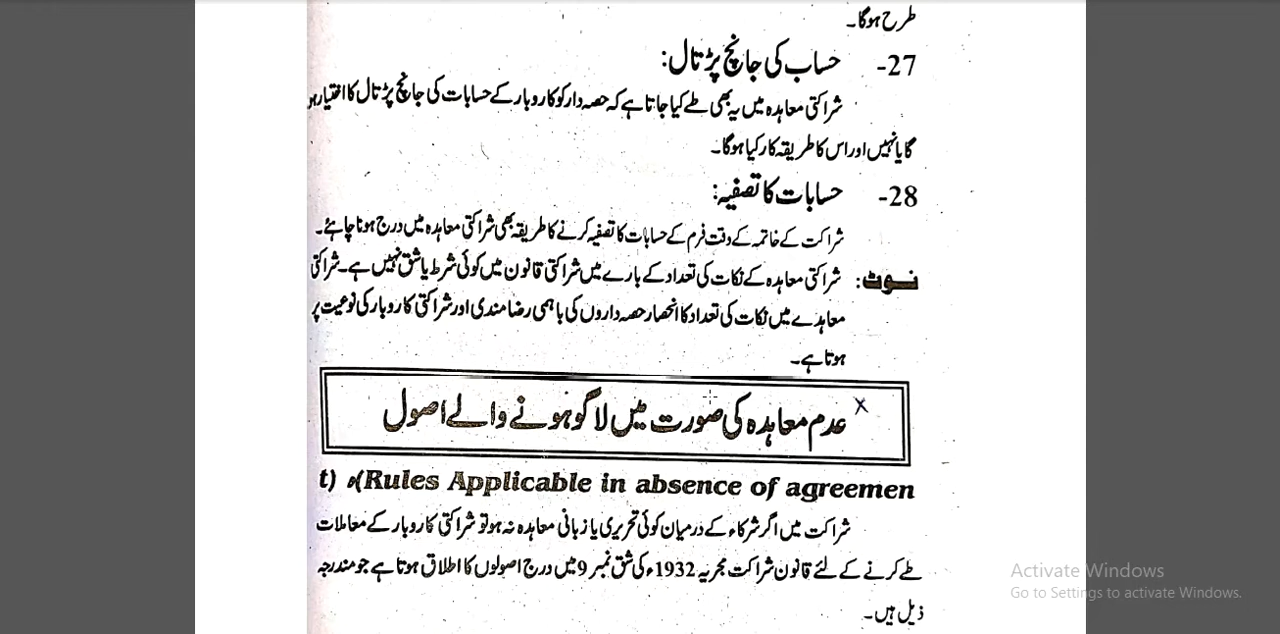 طرح ہوگا۔
27- حساب کی جانچ پڑتال:
شراکتی معاہدہ میں یہ بھی طے کیا جاتا ہے کہ حصہ دار کو کاروبار کے حسابات کی جانچ پڑتال کا اختیار ہو
گا یا نہیں اور اس کا طریقہ کار کیا ہوگا۔
28- حسابات کا تصفیہ:
شراکت کے خاتمہ کے وقت فرم کے حسابات کا تصفیہ کرنے کا طریقہ بھی شراکتی معاہدہ میں درج ہونا چاہئے۔
نوٹ: شراکتی معاہدہ کے نکات کی تعداد کے بارے میں شراکتی قانون میں کوئی شرط یا شق نہیں ہے۔ شراکتی
معاہدے میں نکات کی تعداد کا انحصار حصہ داروں کی باہمی رضامندی اور شراکتی کاروبار کی نوعیت پر
ہوتا ہے۔
عدم معاہدہ کی صورت میں لاگو ہونے والے اصول
t) ہ(Rules Applicable in absence of agreemen
شراکت میں اگر شرکاء کے درمیان کوئی تحریری یا زبانی معاہدہ نہ ہو تو شراکتی کاروبار کے معاملات
طے کرنے کے لئے قانون شراکت مجریہ 1932ء کی شق نمبر 9 میں درج اصولوں کا اطلاق ہوتا ہے جو مندرجہ
ذیل ہیں۔
Activate Windows
Go to Settings to activate Windows.